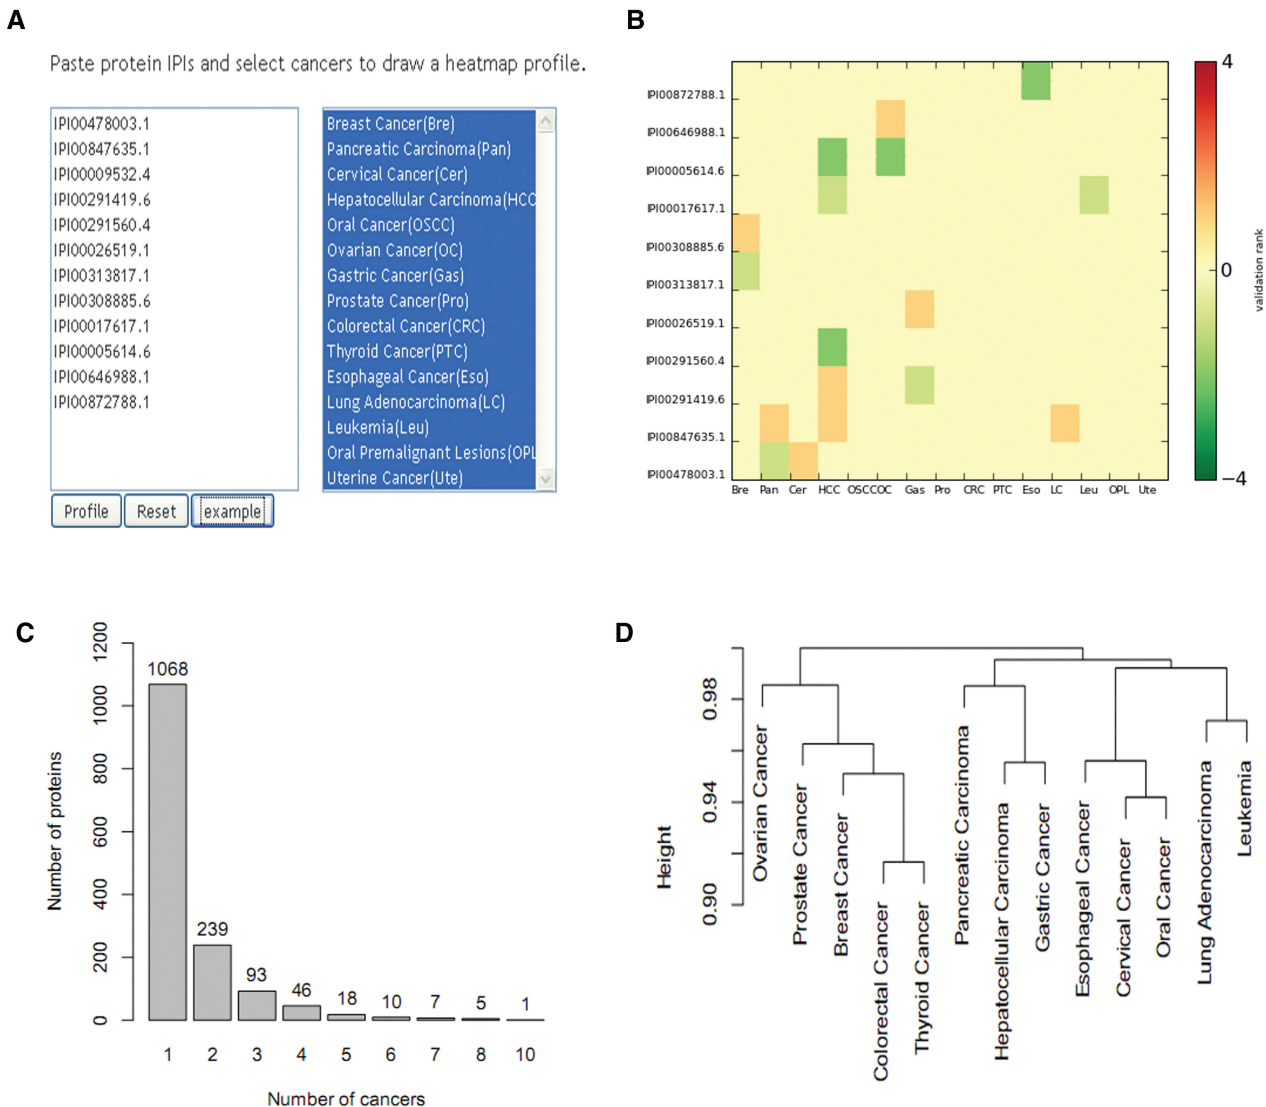 A
Paste protein IPIs and select cancers to draw a heatmap profile.
IPI00478003.1
IPI00847635.1
IPI00009532.4
IPI00291419.6
IPI00291560.4
IPI00026519.1
IPI00313817.1
IPI00308885.6
IPI00017617.1
IPI00005614.6
IPI00646988.1
IPI00872788.1
Breast Cancer(Bre)
Pancreatic Carcinoma(Pan)
Cervical Cancer(Cer)
Hepatocellular Carcinoma(HCC
Oral Cancer(OSCC)
Ovarian Cancer(OC)
Gastric Cancer(Gas)
Prostate Cancer(Pro)
Colorectal Cancer(CRC)
Thyroid Cancer(PTC)
Esophageal Cancer(Eso)
Lung Adenocarcinoma(LC)
Leukemia(Leu)
Oral Premalignant Lesions(OPL
Uterine Cancer(Ute)
Profile Reset example
B
IPI00872788.1
IPI00646988.1
IPI00005614.6
IPI00017617.1
IPI00308885.6
IPI00313817.1
IPI00026519.1
IPI00291560.4
IPI00291419.6
IPI00847635.1
IPI00478003.1
Bre Pan Cer HCC OSCCOC Gas Pro CRC PTC Eso LC Leu OPL Ute
4
0
−4
validation rank
C
Number of proteins
1200
1000
800
600
400
200
0
1068
239
93
46
18
10
7
5
1
1 2 3 4 5 6 7 8 10
Number of cancers
D
Height
0.98
0.94
0.90
Ovarian Cancer
Prostate Cancer
Breast Cancer
Colorectal Cancer
Thyroid Cancer
Pancreatic Carcinoma
Hepatocellular Carcinoma
Gastric Cancer
Esophageal Cancer
Cervical Cancer
Oral Cancer
Lung Adenocarcinoma
Leukemia